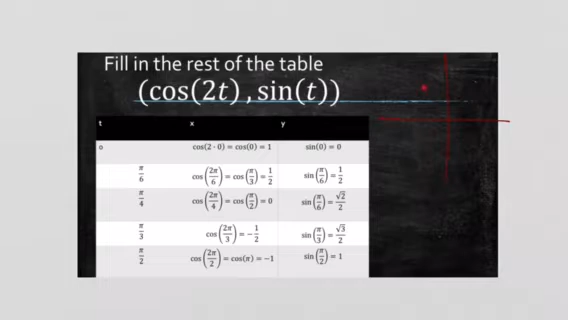 Fill in the rest of the table
(cos(2t), sin(t))
t x y
0 cos(2 · 0) = cos(0) = 1 sin(0) = 0
π/6 cos(2π/6) = cos(π/3) = 1/2 sin(π/6) = 1/2
π/4 cos(2π/4) = cos(π/2) = 0 sin(π/6) = √2/2
π/3 cos(2π/3) = −1/2 sin(π/3) = √3/2
π/2 cos(2π/2) = cos(π) = −1 sin(π/2) = 1